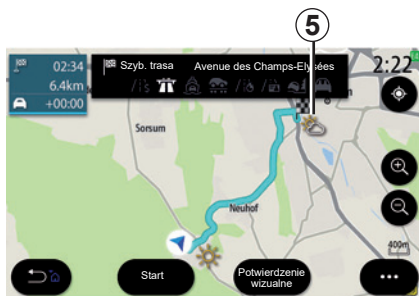 5
02:34
6.4km
+00:00
Szyb. trasa Avenue des Champs-Elysées
2:22
Sorsum
Neuhof
400m
Start
Potwierdzenie
wizualne